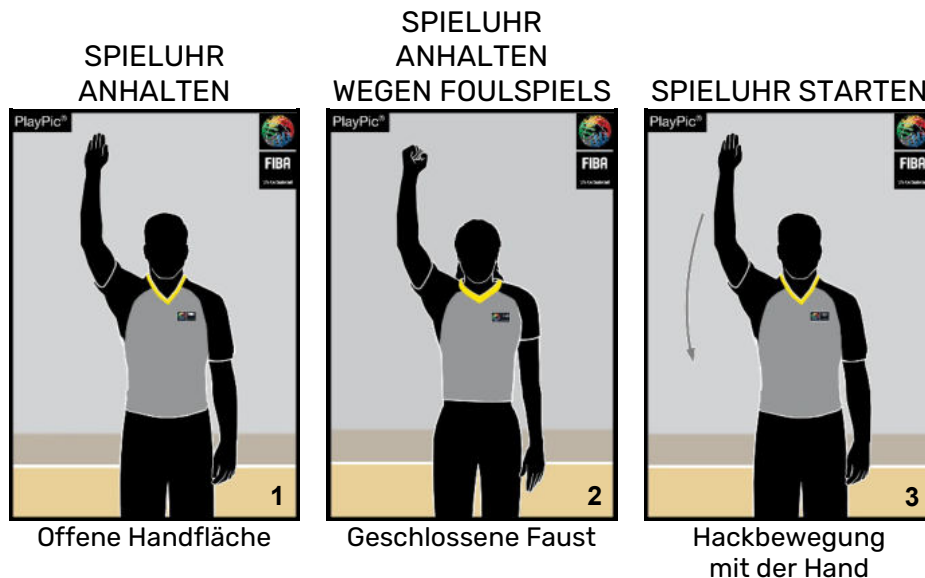 SPIELUHR
ANHALTEN
SPIELUHR
ANHALTEN
WEGEN FOULSPIELS
SPIELUHR STARTEN
PlayPic®
FIBA
PlayPic®
FIBA
PlayPic®
FIBA
1
2
3
Offene Handfläche
Geschlossene Faust
Hackbewegung
mit der Hand